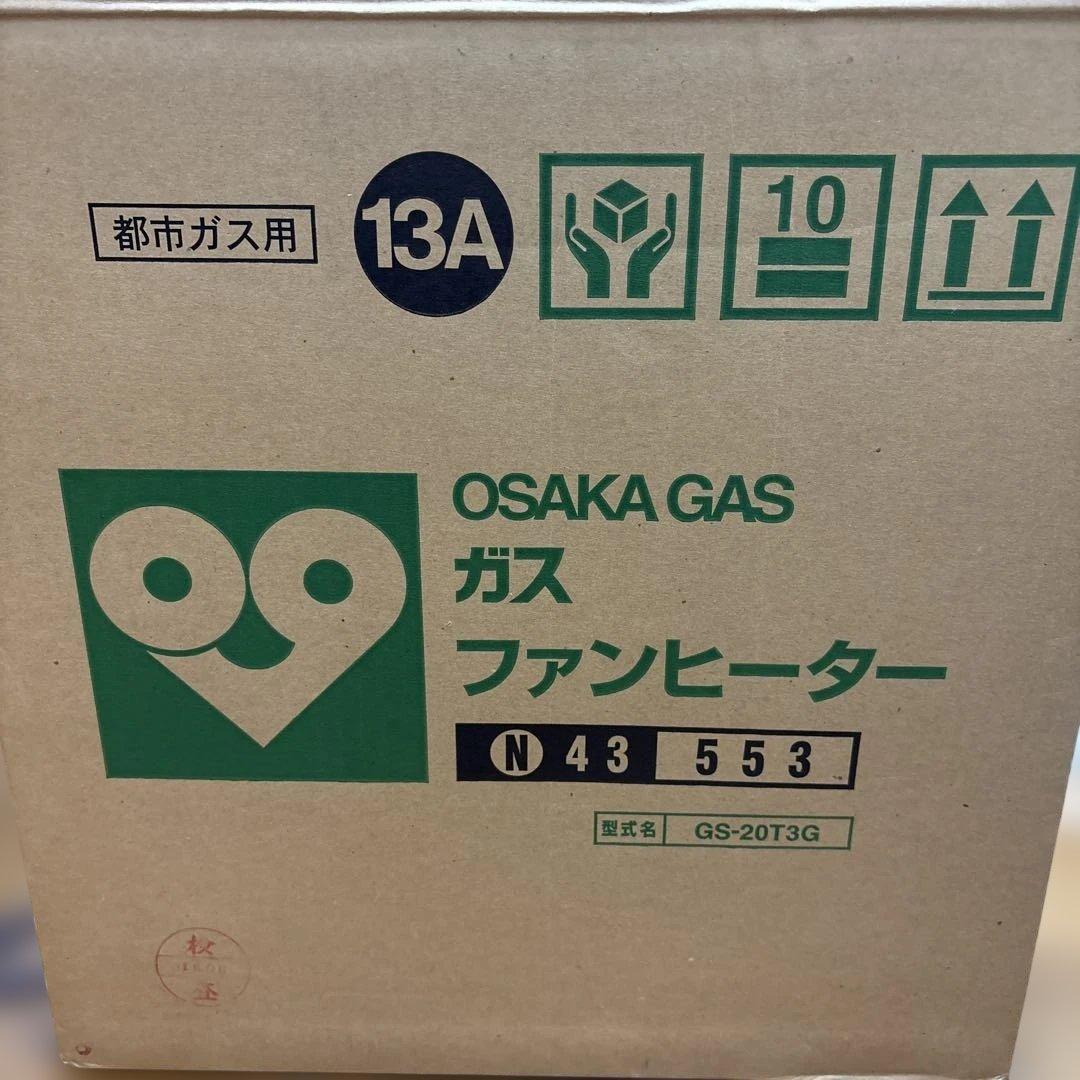 都市ガス用
13A
10
OSAKA GAS
ガス
ファンヒーター
N 43 553
型式名 GS-20T3G